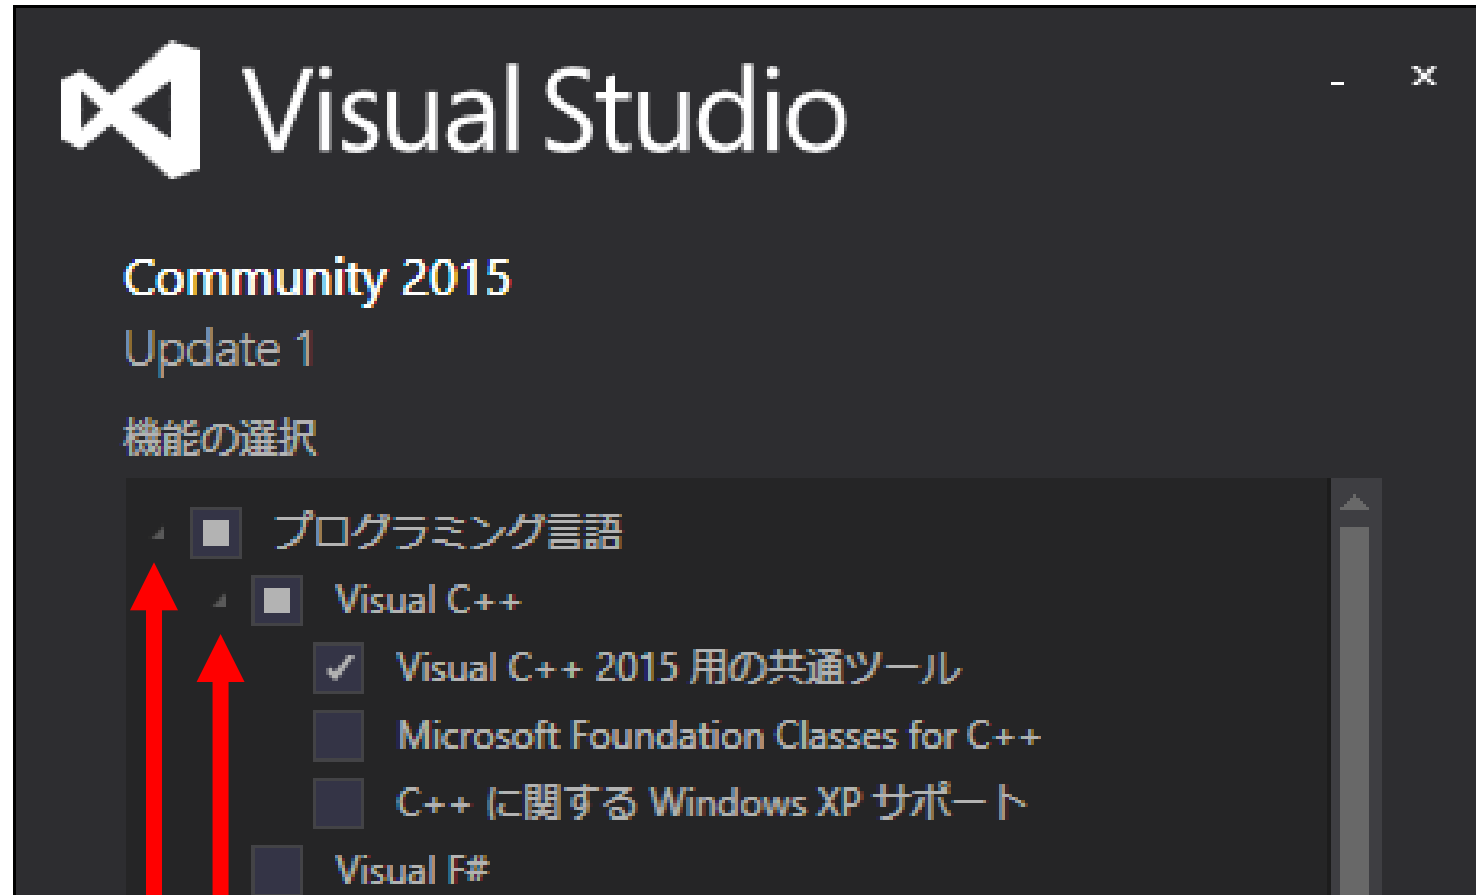 Visual Studio
Community 2015
Update 1
機能の選択
プログラミング言語
Visual C++
Visual C++ 2015 用の共通ツール
Microsoft Foundation Classes for C++
C++ に関する Windows XP サポート
Visual F#